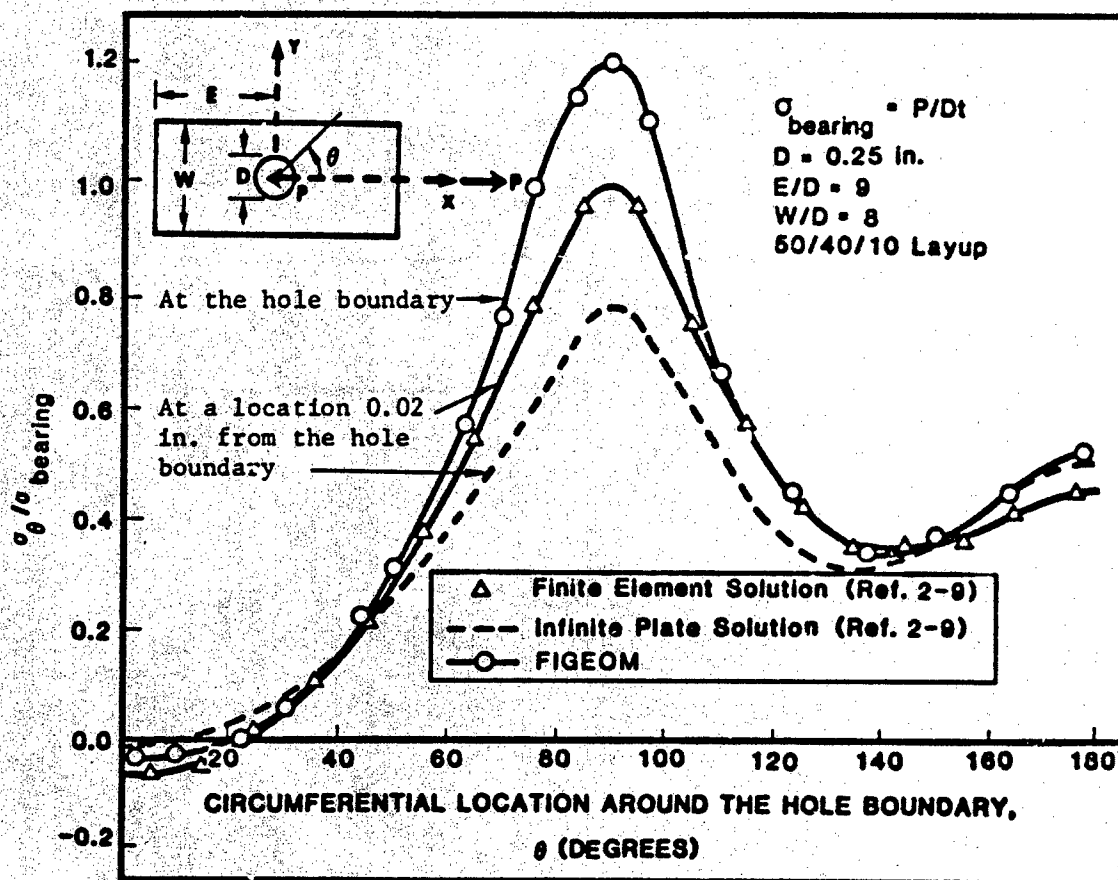 1.2
1.0
0.8
0.6
0.4
0.2
0.0
-0.2
σθ/σbearing
Y
E
W
D
θ
P
P
X
σbearing = P/Dt
D = 0.25 in.
E/D = 9
W/D = 8
50/40/10 Layup
At the hole boundary
At a location 0.02
in. from the hole
boundary
Finite Element Solution (Ref. 2-9)
Infinite Plate Solution (Ref. 2-9)
FIGEOM
20 40 60 80 100 120 140 160 180
CIRCUMFERENTIAL LOCATION AROUND THE HOLE BOUNDARY,
θ (DEGREES)